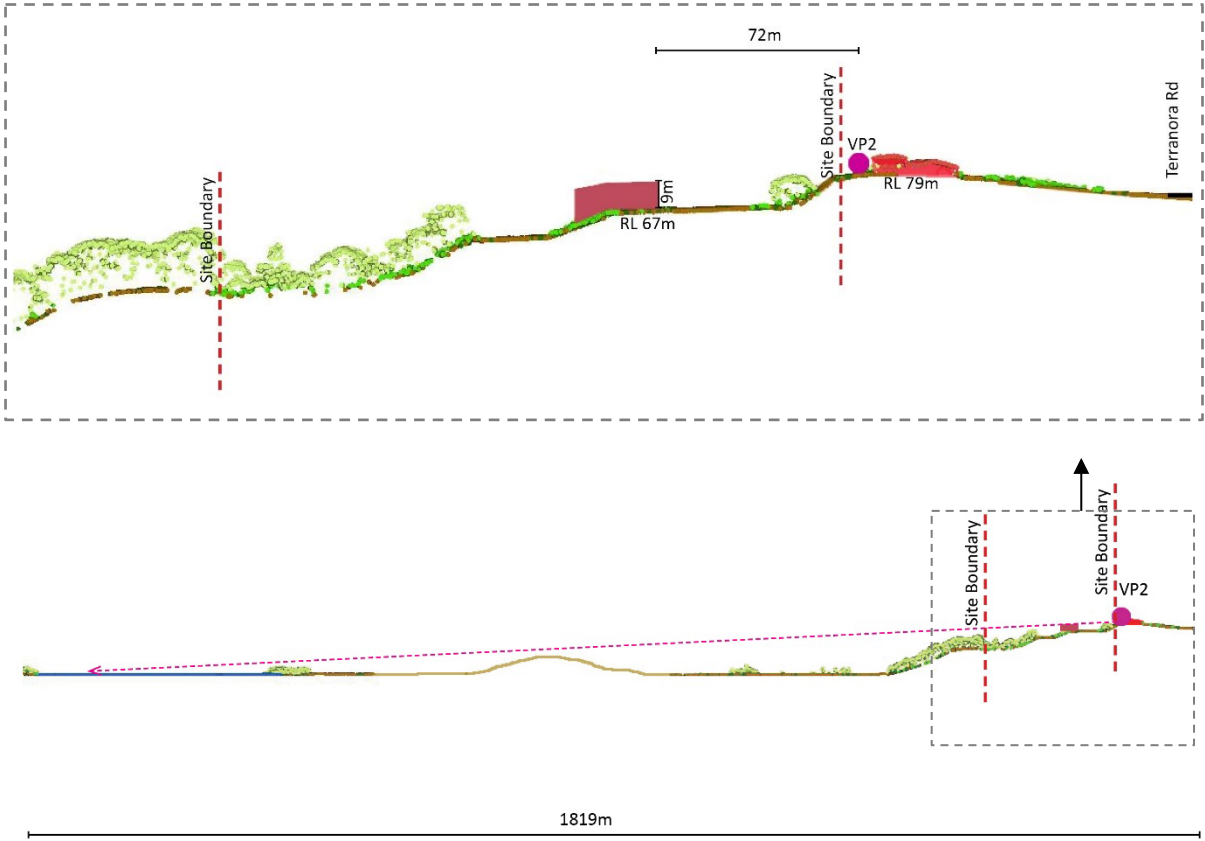 72m
Site Boundary
VP2
Terranora Rd
RL 79m
9m
RL 67m
Site Boundary
Site Boundary
VP2
Site Boundary
1819m